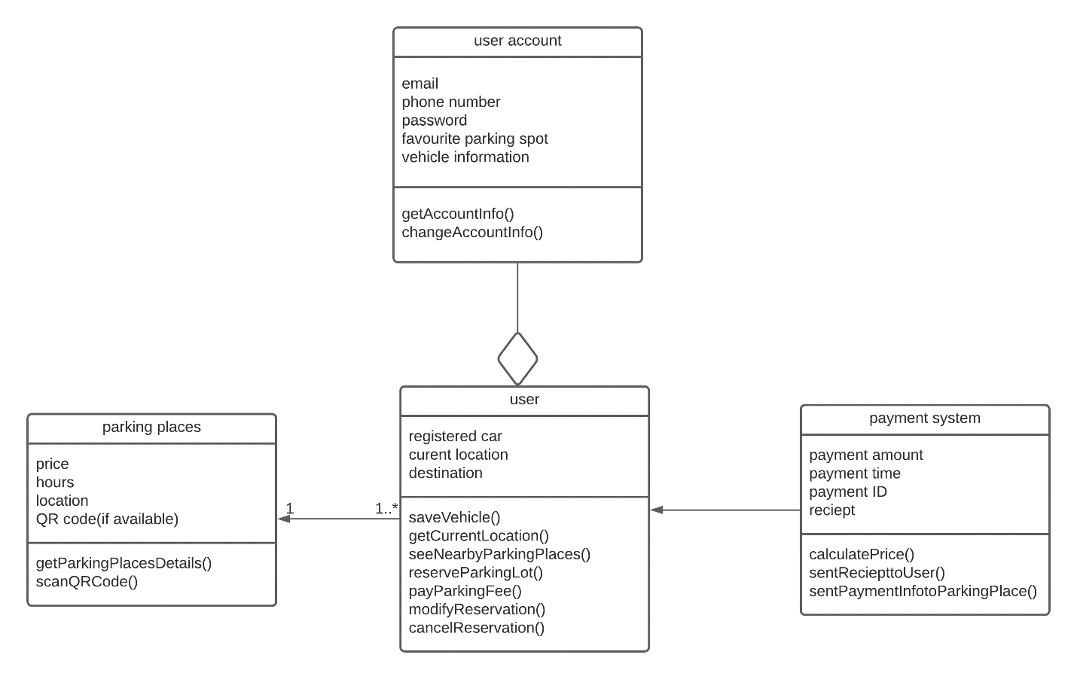 user account
email
phone number
password
favourite parking spot
vehicle information
getAccountInfo()
changeAccountInfo()
parking places
price
hours
location
QR code(if available)
getParkingPlacesDetails()
scanQRCode()
1
1..*
user
registered car
curent location
destination
saveVehicle()
getCurrentLocation()
seeNearbyParkingPlaces()
reserveParkingLot()
payParkingFee()
modifyReservation()
cancelReservation()
payment system
payment amount
payment time
payment ID
reciept
calculatePrice()
sentReciepttoUser()
sentPaymentInfotoParkingPlace()